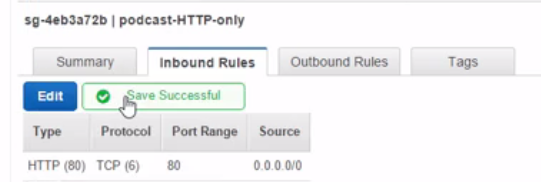 sg-4eb3a72b | podcast-HTTP-only
Summary Inbound Rules Outbound Rules Tags
Edit Save Successful
Type Protocol Port Range Source
HTTP (80) TCP (6) 80 0.0.0.0/0